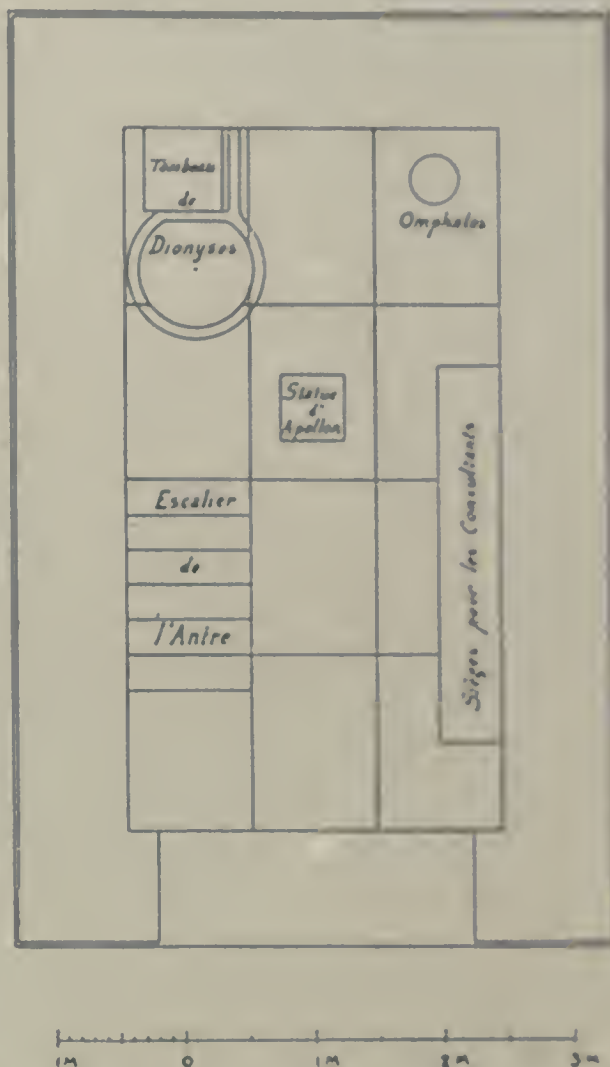 Tombeau
de
Dionysos
Omphalos
Statue
d'
Apollon
Escalier
de
l'Antre
Sièges pour les Consultants
1M 0 1M 2M 3M